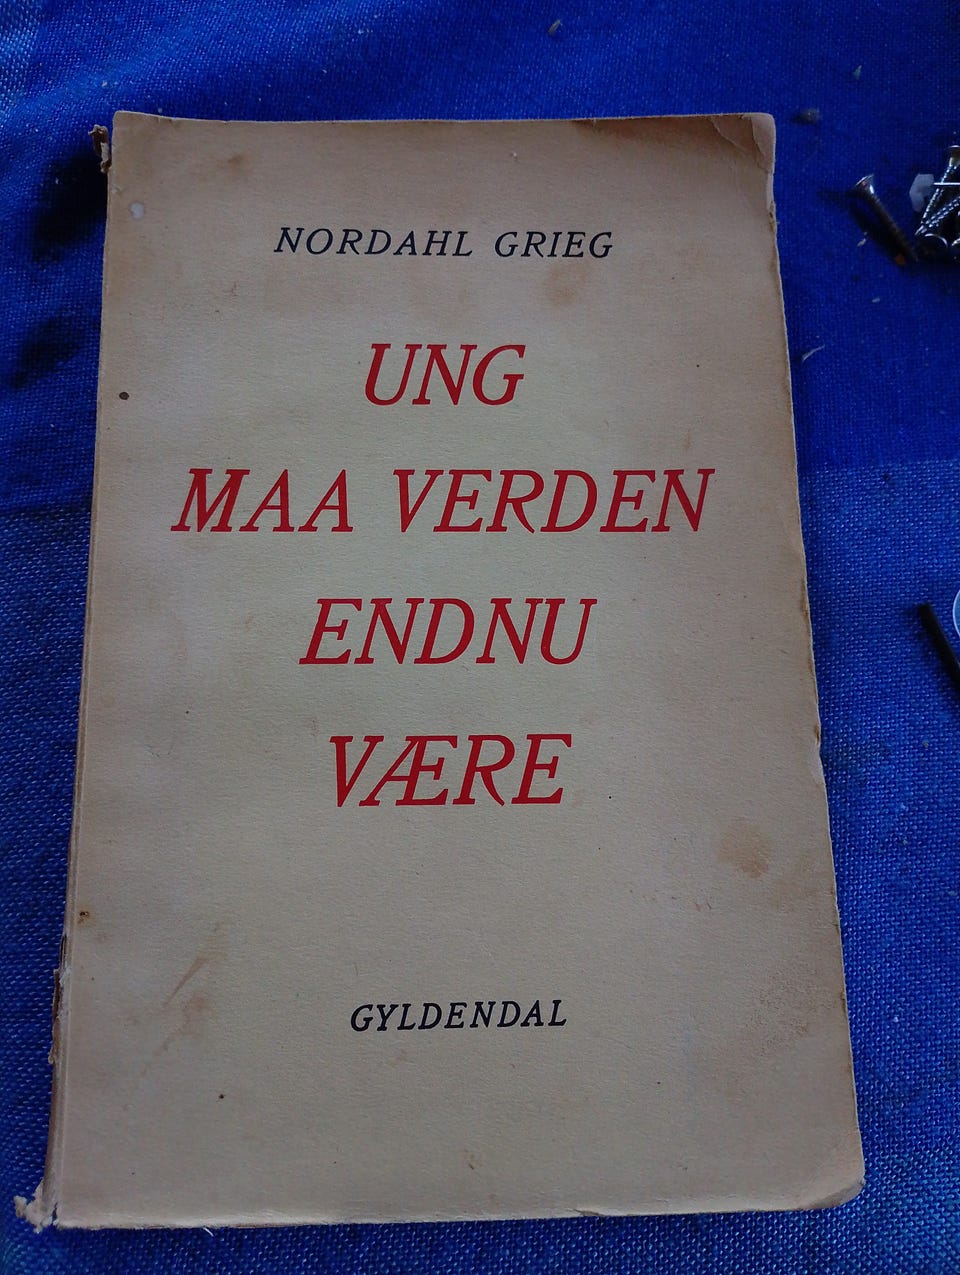 NORDAHL GRIEG
UNG
MAA VERDEN
ENDNU
VÆRE
GYLDENDAL